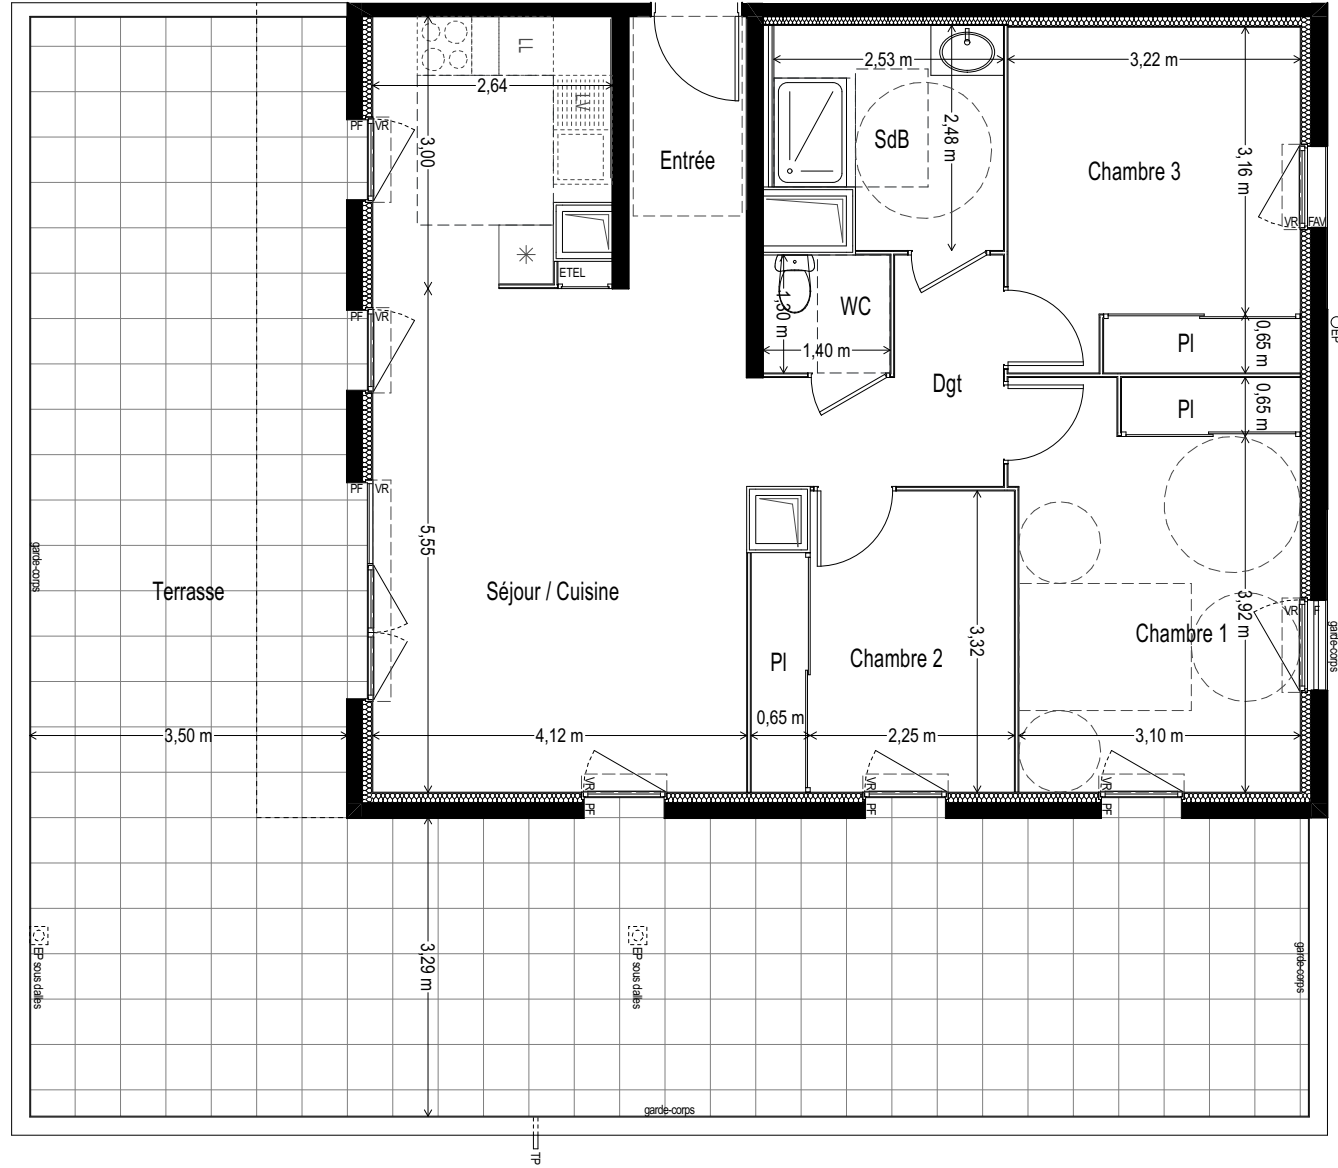 LL
2,64
LV
3,00
PF VR
Entrée
2,53 m
SdB
2,48 m
3,22 m
Chambre 3
3,16 m
VR FAV
ETEL
WC
1,30 m
1,40 m
PF VR
Dgt
Pl
0,65 m
EP
Pl
0,65 m
PF VR
5,55
garde-corps
Terrasse
Séjour / Cuisine
Pl
Chambre 2
3,32
Chambre 1
3,92 m
VR F
garde-corps
3,50 m
4,12 m
0,65 m
2,25 m
3,10 m
VR
PF
VR
PF
VR
PF
EP sous dalles
3,29 m
EP sous dalles
garde-corps
garde-corps
TP